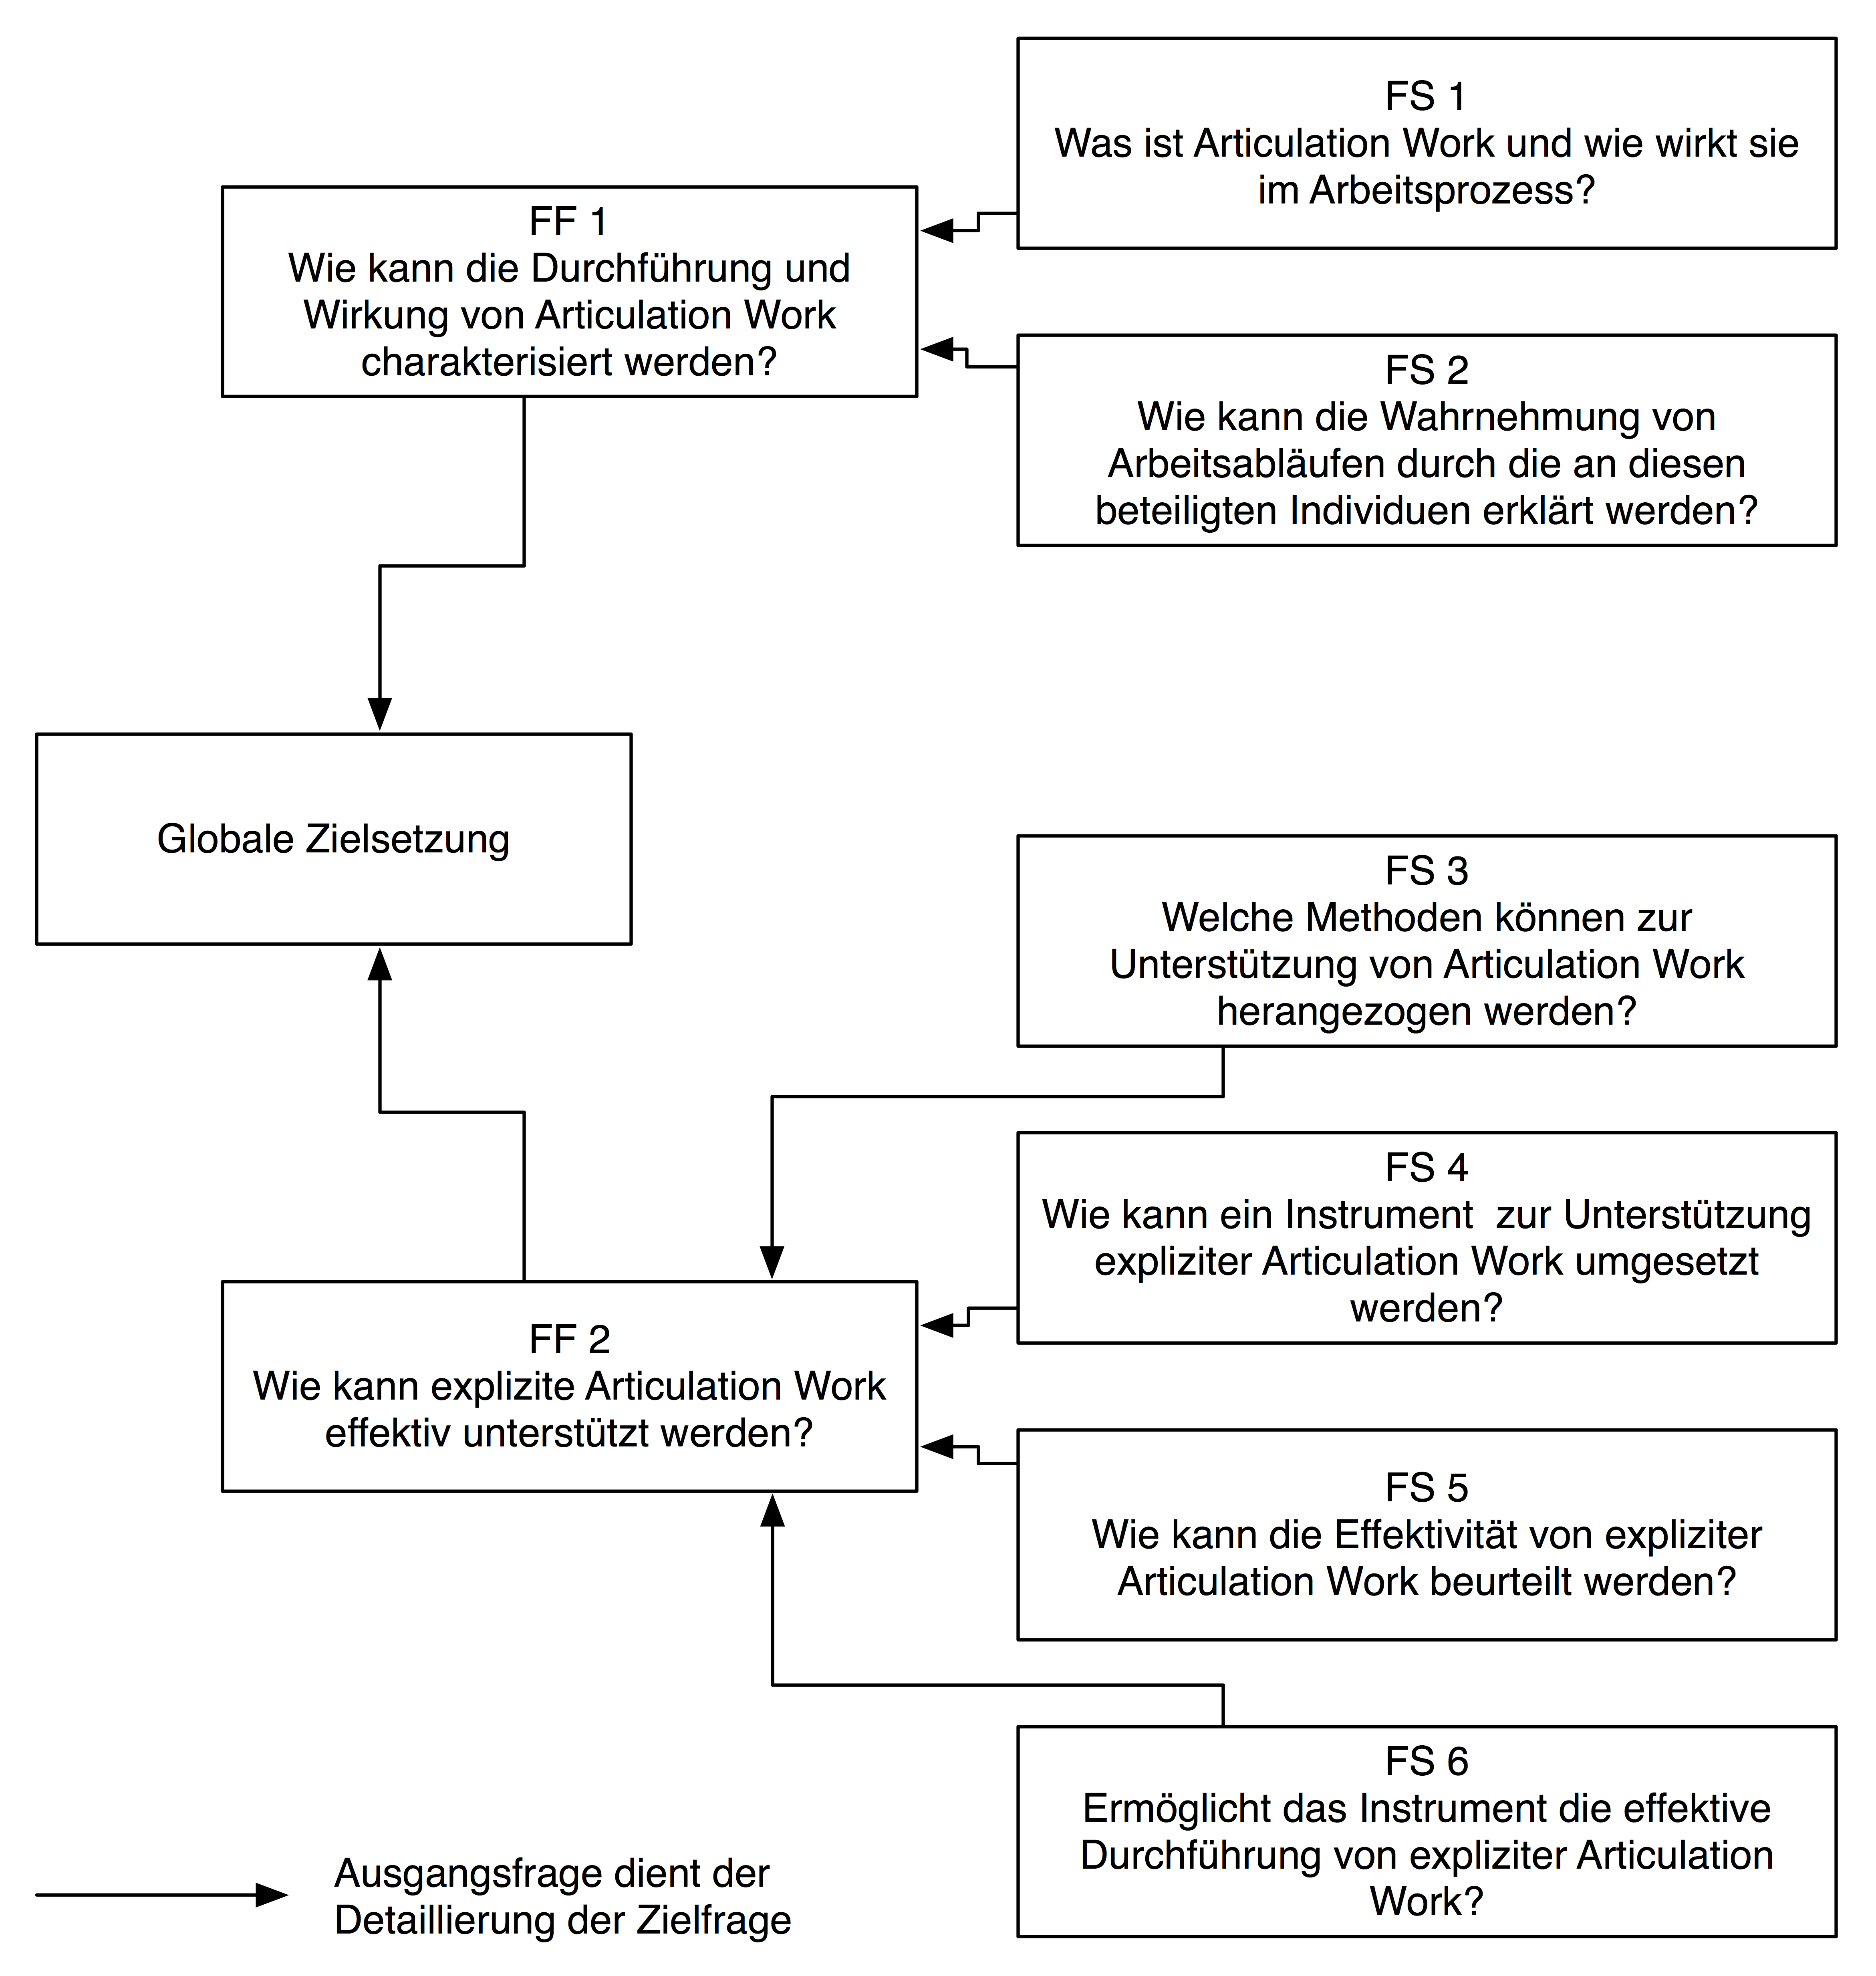 FS 1
Was ist Articulation Work und wie wirkt sie
im Arbeitsprozess?
FF 1
Wie kann die Durchführung und
Wirkung von Articulation Work
charakterisiert werden?
FS 2
Wie kann die Wahrnehmung von
Arbeitsabläufen durch die an diesen
beteiligten Individuen erklärt werden?
Globale Zielsetzung
FS 3
Welche Methoden können zur
Unterstützung von Articulation Work
herangezogen werden?
FS 4
Wie kann ein Instrument  zur Unterstützung
expliziter Articulation Work umgesetzt
werden?
FF 2
Wie kann explizite Articulation Work
effektiv unterstützt werden?
FS 5
Wie kann die Effektivität von expliziter
Articulation Work beurteilt werden?
FS 6
Ermöglicht das Instrument die effektive
Durchführung von expliziter Articulation
Work?
Ausgangsfrage dient der
Detaillierung der Zielfrage